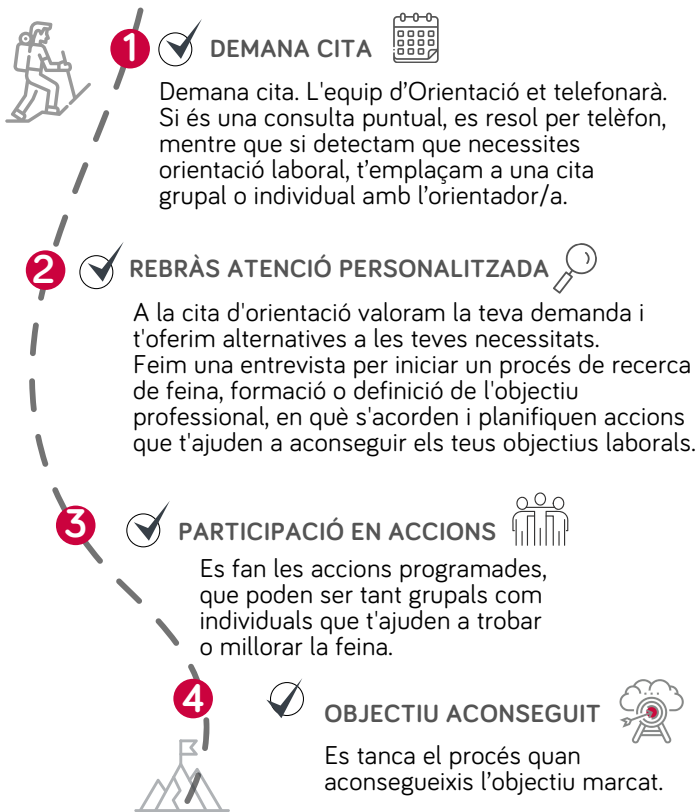 1 DEMANA CITA
Demana cita. L'equip d’Orientació et telefonarà.
Si és una consulta puntual, es resol per telèfon,
mentre que si detectam que necessites
orientació laboral, t’emplaçam a una cita
grupal o individual amb l’orientador/a.
2 REBRÀS ATENCIÓ PERSONALITZADA
A la cita d'orientació valoram la teva demanda i
t'oferim alternatives a les teves necessitats.
Feim una entrevista per iniciar un procés de recerca
de feina, formació o definició de l'objectiu
professional, en què s'acorden i planifiquen accions
que t'ajuden a aconseguir els teus objectius laborals.
3 PARTICIPACIÓ EN ACCIONS
Es fan les accions programades,
que poden ser tant grupals com
individuals que t'ajuden a trobar
o millorar la feina.
4 OBJECTIU ACONSEGUIT
Es tanca el procés quan
aconsegueixis l’objectiu marcat.